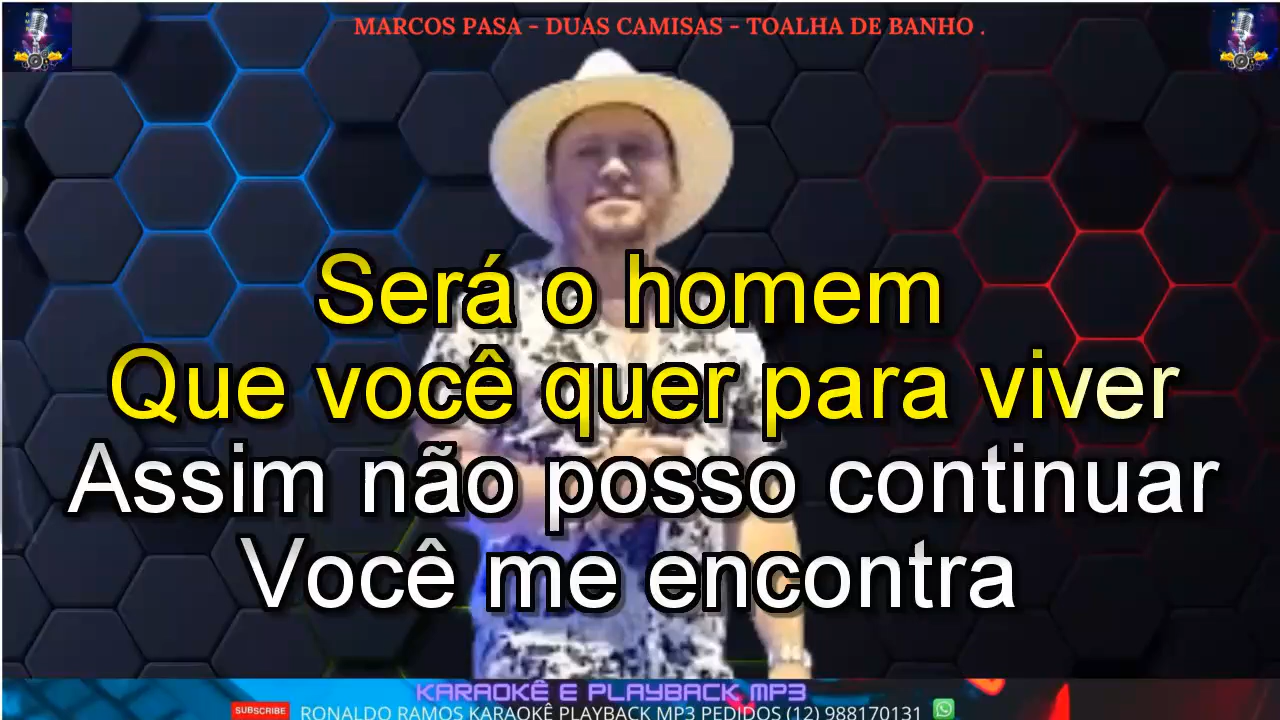 MARCOS PASA - DUAS CAMISAS - TOALHA DE BANHO .
Será o homem
Que você quer para viver
Assim não posso continuar
Você me encontra
KARAOKÊ E PLAYBACK MP3
SUBSCRIBE RONALDO RAMOS KARAOKÊ PLAYBACK MP3 PEDIDOS (12) 988170131